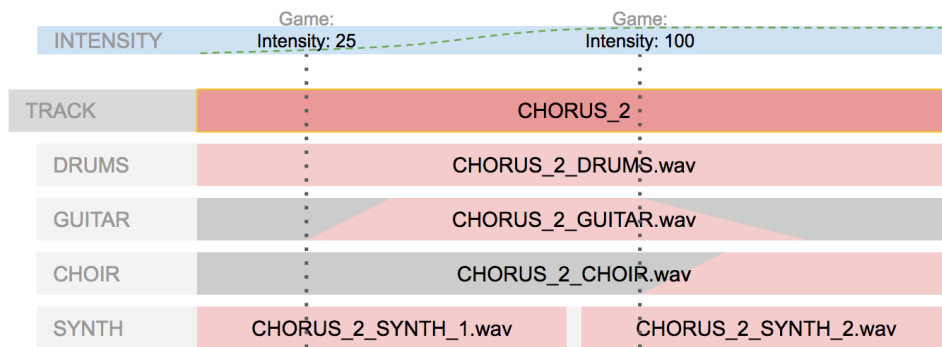 Game:
Game:
INTENSITY
Intensity: 25
Intensity: 100
TRACK
CHORUS_2
DRUMS
CHORUS_2_DRUMS.wav
GUITAR
CHORUS_2_GUITAR.wav
CHOIR
CHORUS_2_CHOIR.wav
SYNTH
CHORUS_2_SYNTH_1.wav
CHORUS_2_SYNTH_2.wav